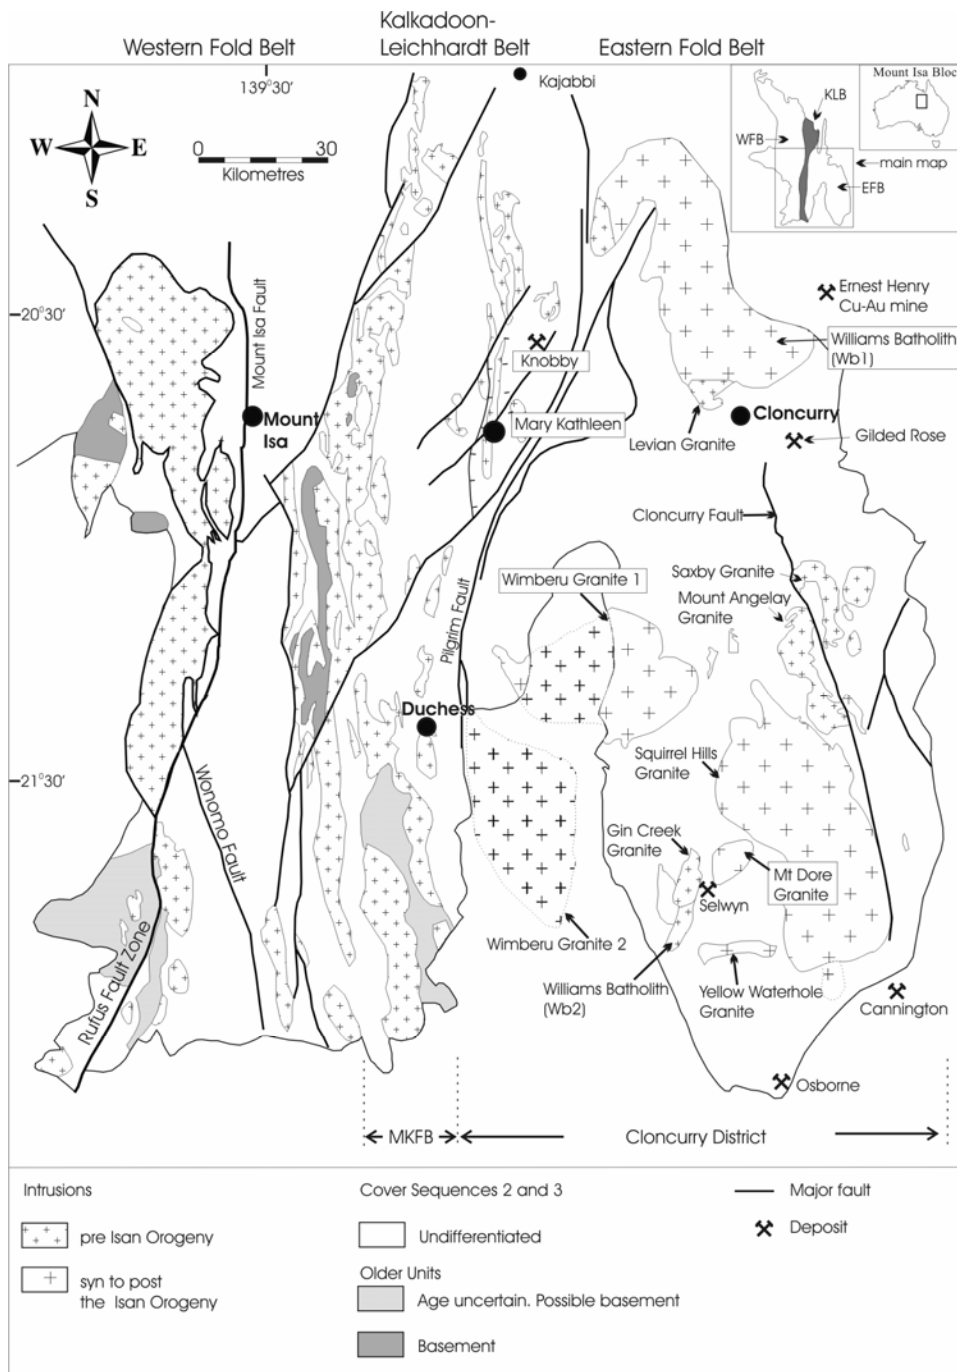 Western Fold Belt
Kalkadoon-
Leichhardt Belt
Eastern Fold Belt
139°30'
Kajabbi
Mount Isa Bloc
KLB
WFB
main map
EFB
N
W
E
S
0
30
Kilometres
20°30'
Mount Isa Fault
Ernest Henry
Cu-Au mine
Williams Batholith
(Wb1)
Knobby
Mount
Isa
Mary Kathleen
Cloncurry
Levian Granite
Gilded Rose
Cloncurry Fault
Wimberu Granite 1
Saxby Granite
Mount Angelay
Granite
Pilgrim Fault
Duchess
Squirrel Hills
Granite
21°30'
Wonomo Fault
Gin Creek
Granite
Mt Dore
Granite
Selwyn
Wimberu Granite 2
Williams Batholith
(Wb2)
Yellow Waterhole
Granite
Cannington
Rufus Fault Zone
Osborne
MKFB
Cloncurry District
Intrusions
pre Isan Orogeny
syn to post
the Isan Orogeny
Cover Sequences 2 and 3
Undifferentiated
Older Units
Age uncertain. Possible basement
Basement
Major fault
Deposit